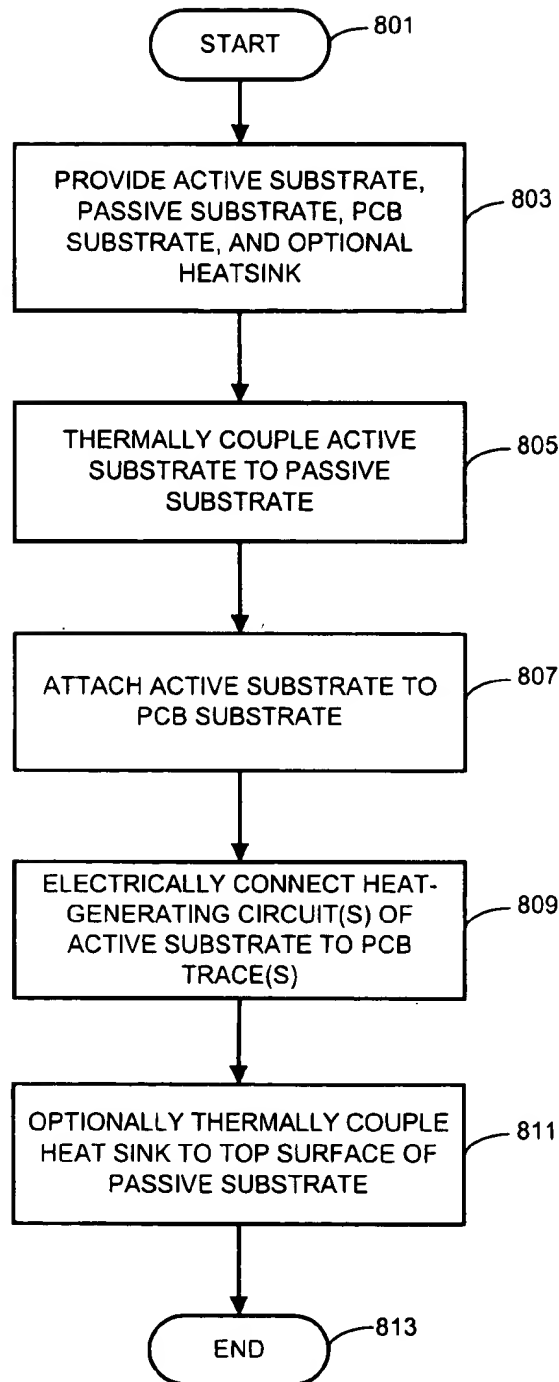 START
801
PROVIDE ACTIVE SUBSTRATE,
PASSIVE SUBSTRATE, PCB
SUBSTRATE, AND OPTIONAL
HEATSINK
803
THERMALLY COUPLE ACTIVE
SUBSTRATE TO PASSIVE
SUBSTRATE
805
ATTACH ACTIVE SUBSTRATE TO
PCB SUBSTRATE
807
ELECTRICALLY CONNECT HEAT-
GENERATING CIRCUIT(S) OF
ACTIVE SUBSTRATE TO PCB
TRACE(S)
809
OPTIONALLY THERMALLY COUPLE
HEAT SINK TO TOP SURFACE OF
PASSIVE SUBSTRATE
811
END
813